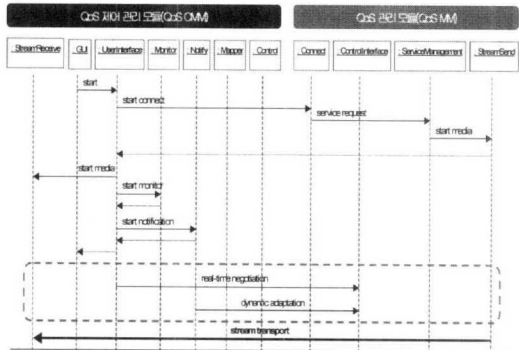 QoS 제어 관리 모듈(QoS CMM)
QoS 관리 모듈(QoS MM)
StreamReceive
GUI
UserInterface
Monitor
Notify
Mapper
Control
Connect
ControlInterface
ServiceManagement
StreamSend
start
start connect
service request
start media
start media
start monitor
start notification
real-time negotiation
dynamic adaptation
stream transport